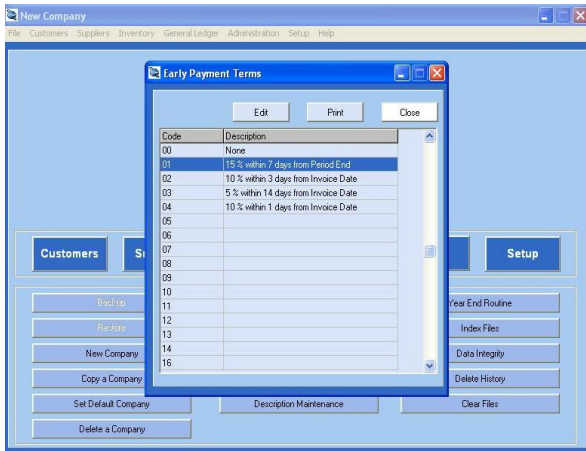 New Company
File Customers Suppliers Inventory General Ledger Administration Setup Help
Early Payment Terms
Edit Print Close
Code Description
00 None
01 15 % within 7 days from Period End
02 10 % within 3 days from Invoice Date
03 5 % within 14 days from Invoice Date
04 10 % within 1 days from Invoice Date
05
06
07
08
09
10
11
12
13
14
16
Customers Su Setup
Backup Year End Routine
Restore Index Files
New Company Data Integrity
Copy a Company Delete History
Set Default Company Description Maintenance Clear Files
Delete a Company